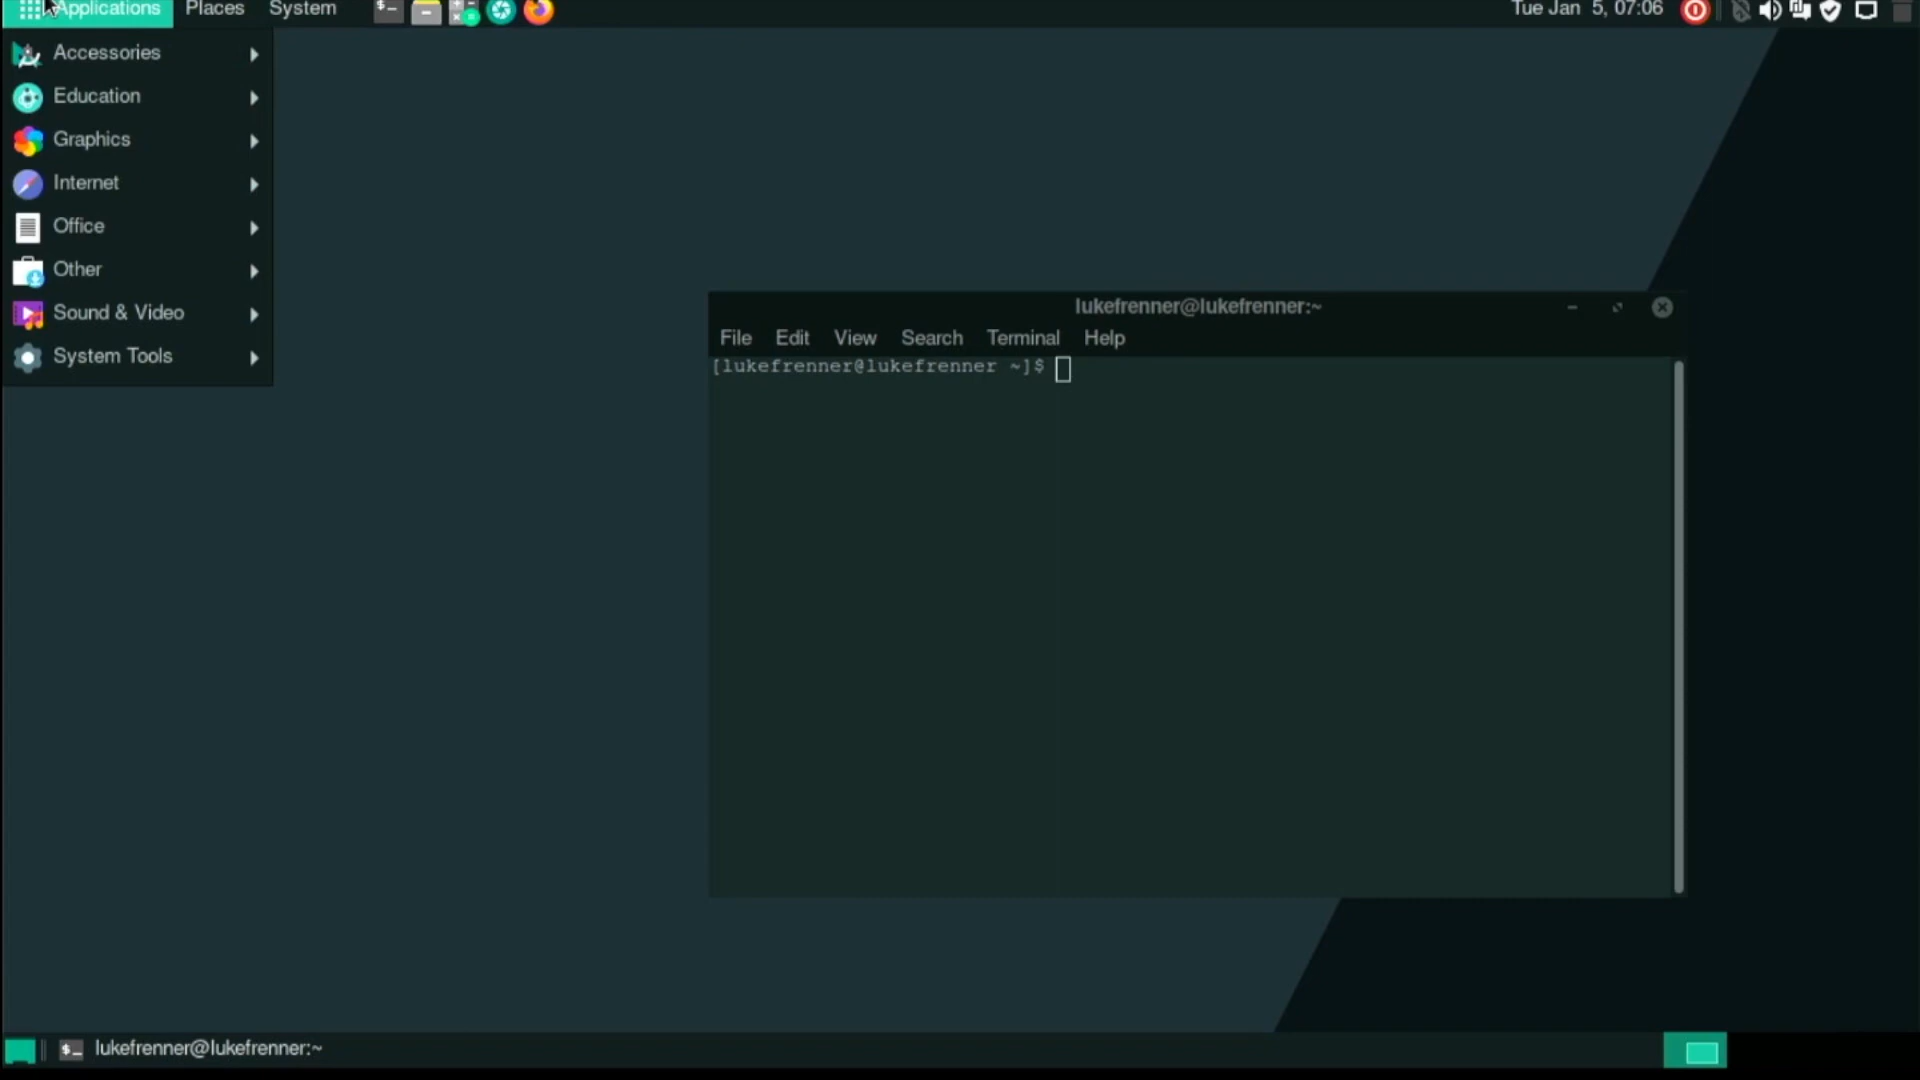 Applications Places System Tue Jan 5, 07:06
Accessories
Education
Graphics
Internet
Office
Other
Sound & Video
System Tools
lukefrenner@lukefrenner:~
File Edit View Search Terminal Help
[lukefrenner@lukefrenner ~]$
lukefrenner@lukefrenner:~